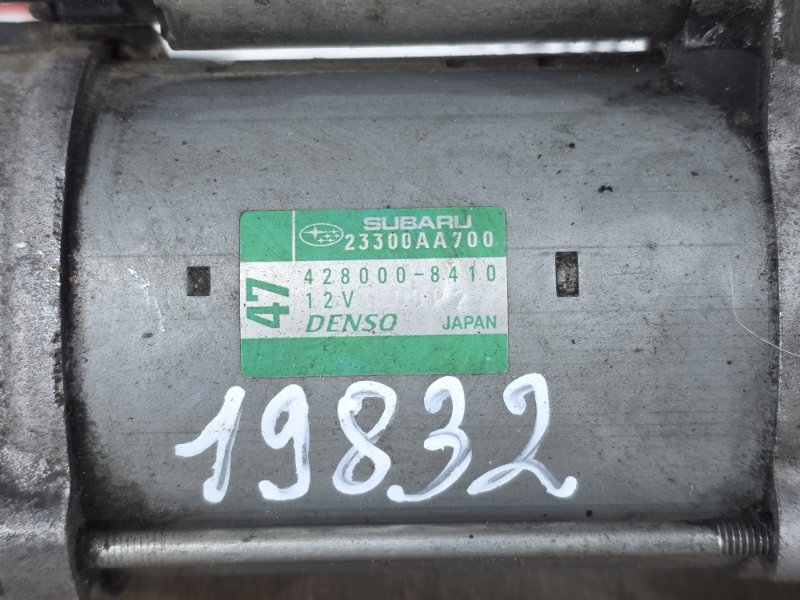 SUBARU
23300AA700
47
428000-8410
12V
DENSO JAPAN
19832